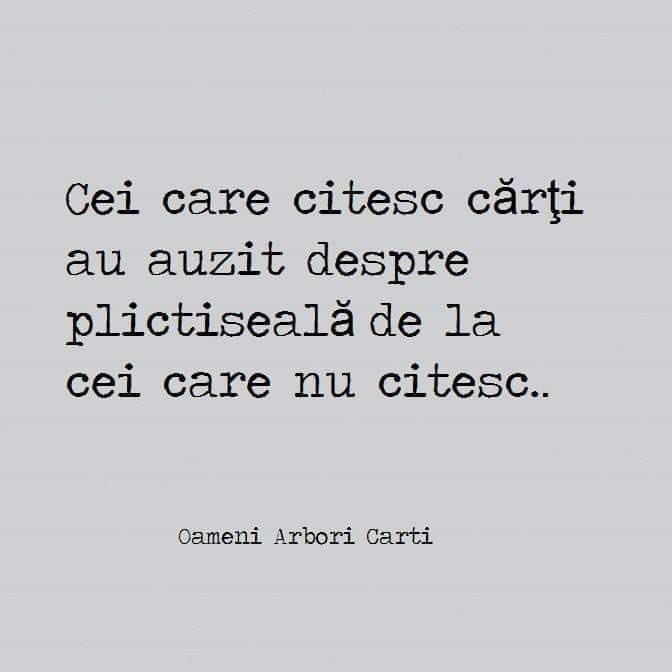 Cei care citesc cărţi
au auzit despre
plictiseală de la
cei care nu citesc..
Oameni Arbori Carti